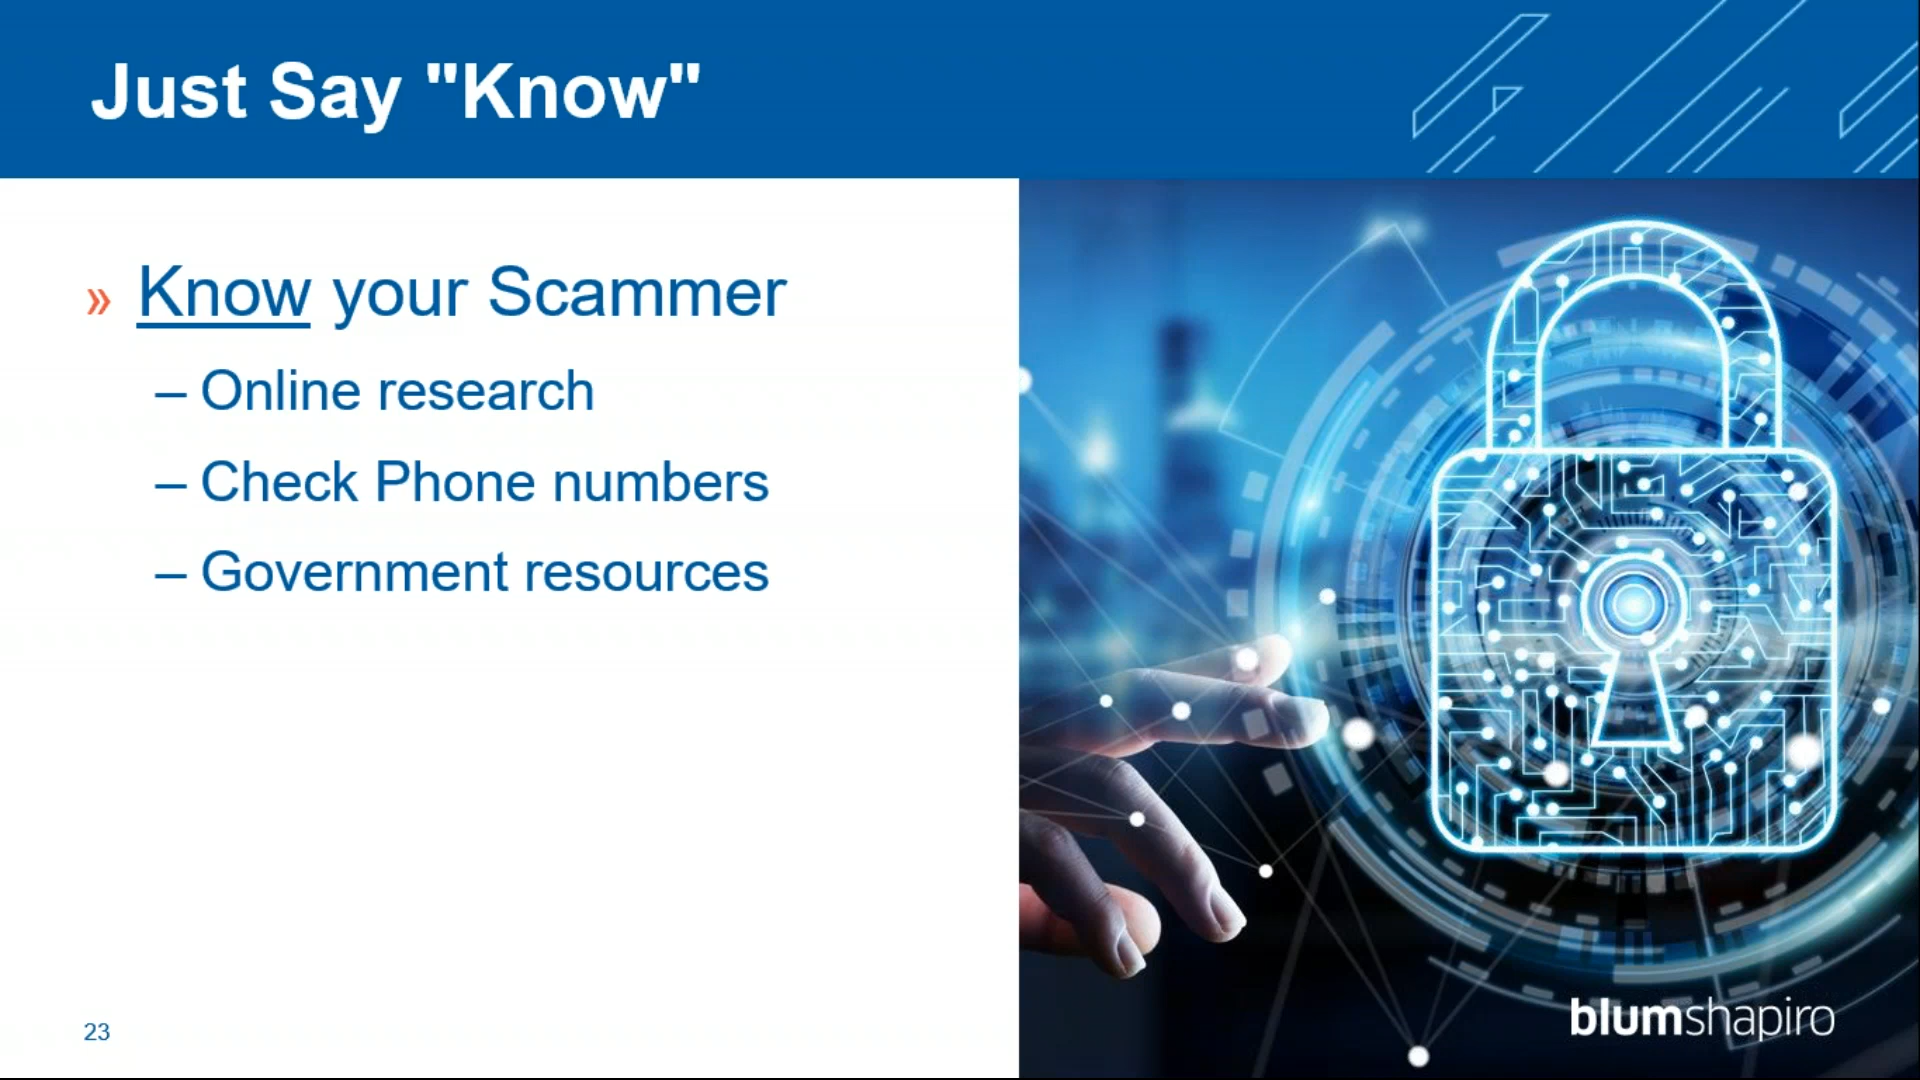 Just Say "Know"
» Know your Scammer
– Online research
– Check Phone numbers
– Government resources
23
blumshapiro